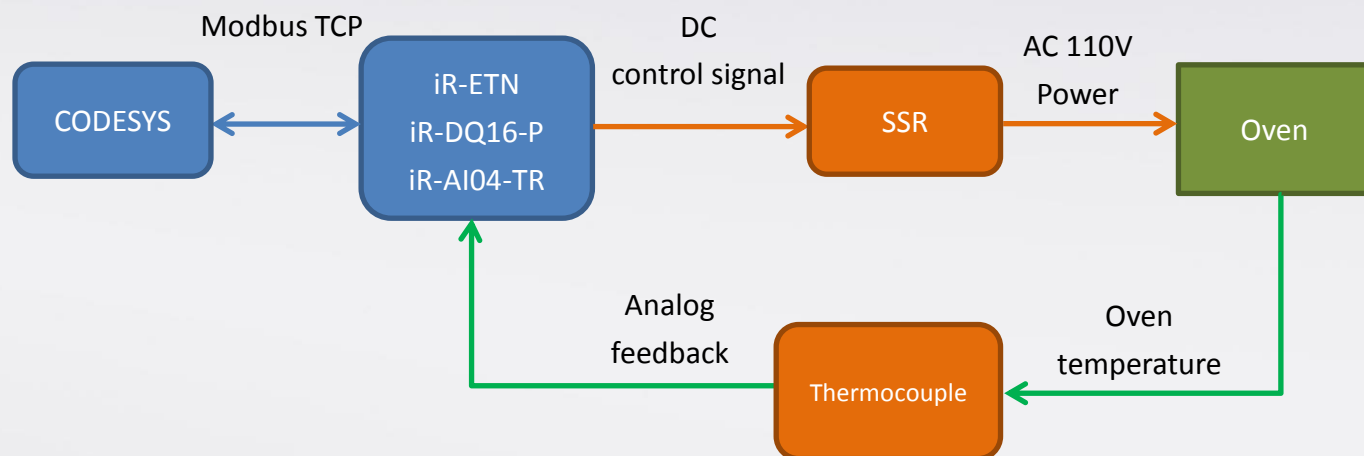 Modbus TCP
CODESYS
iR-ETN
iR-DQ16-P
iR-AI04-TR
DC
control signal
SSR
AC 110V
Power
Oven
Analog
feedback
Thermocouple
Oven
temperature